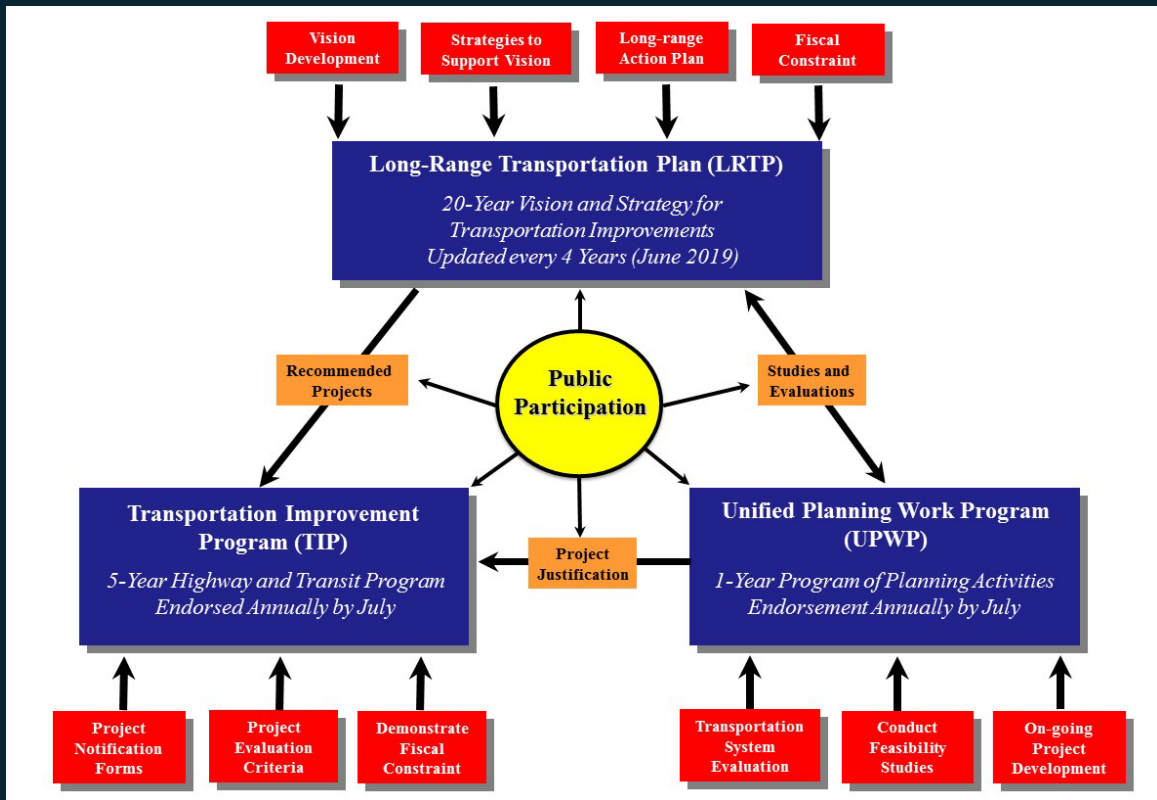 Vision
Development
Strategies to
Support Vision
Long-range
Action Plan
Fiscal
Constraint
Long-Range Transportation Plan (LRTP)
20-Year Vision and Strategy for
Transportation Improvements
Updated every 4 Years (June 2019)
Recommended
Projects
Public
Participation
Studies and
Evaluations
Transportation Improvement
Program (TIP)
5-Year Highway and Transit Program
Endorsed Annually by July
Project
Justification
Unified Planning Work Program
(UPWP)
1-Year Program of Planning Activities
Endorsement Annually by July
Project
Notification
Forms
Project
Evaluation
Criteria
Demonstrate
Fiscal
Constraint
Transportation
System
Evaluation
Conduct
Feasibility
Studies
On-going
Project
Development